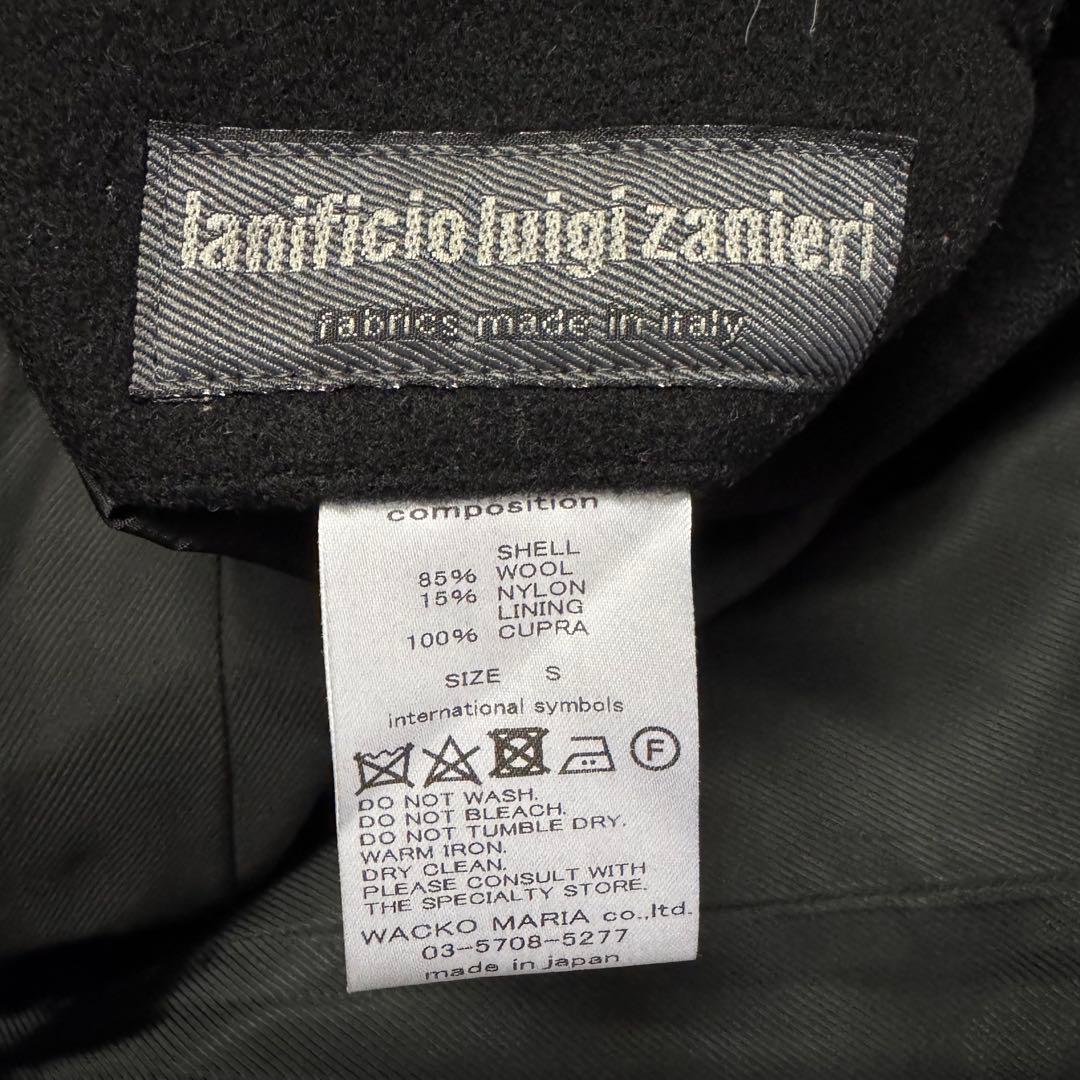 lanificio luigi zanieri
fabrics made in italy
composition
SHELL
85% WOOL
15% NYLON
LINING
100% CUPRA
SIZE S
international symbols
F
DO NOT WASH.
DO NOT BLEACH.
DO NOT TUMBLE DRY.
WARM IRON.
DRY CLEAN.
PLEASE CONSULT WITH
THE SPECIALTY STORE.
WACKO MARIA co.,ltd.
03-5708-5277
made in japan